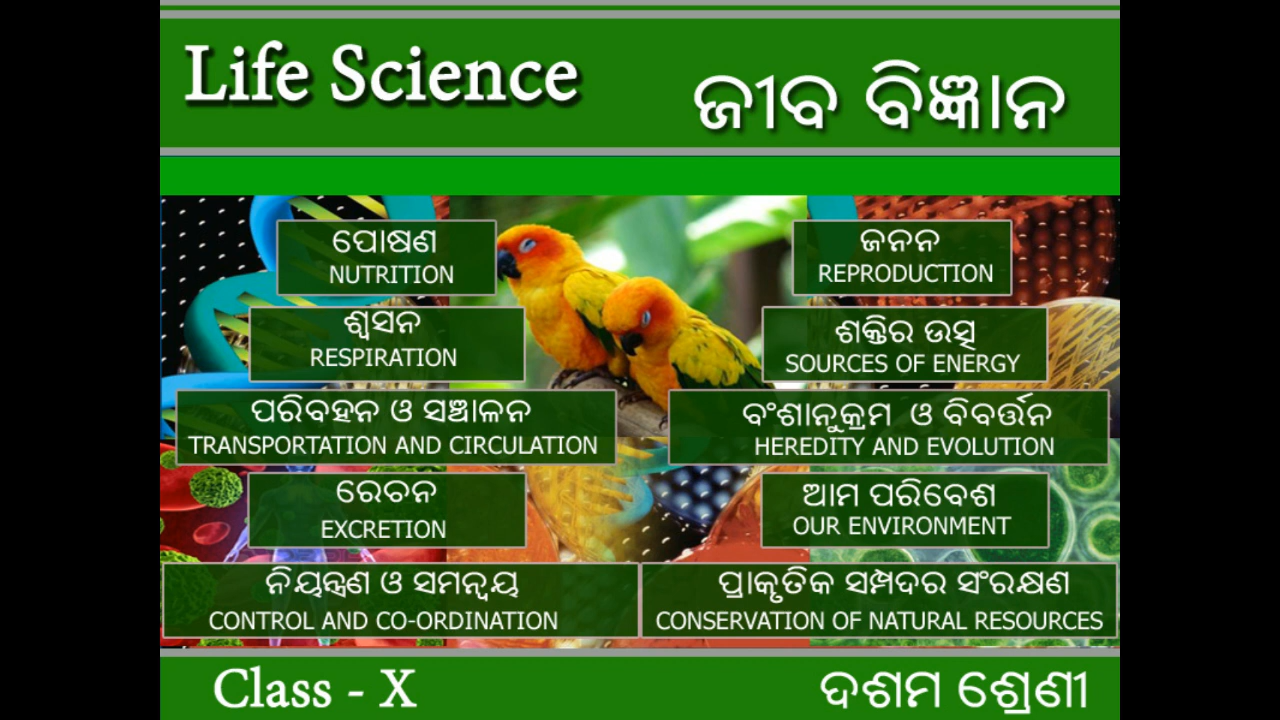 Life Science
ଜୀବ ବିଜ୍ଞାନ
ପୋଷଣ
NUTRITION
ଶ୍ୱସନ
RESPIRATION
ପରିବହନ ଓ ସଞ୍ଚାଳନ
TRANSPORTATION AND CIRCULATION
ରେଚନ
EXCRETION
ନିୟନ୍ତ୍ରଣ ଓ ସମନ୍ୱୟ
CONTROL AND CO-ORDINATION
ଜନନ
REPRODUCTION
ଶକ୍ତିର ଉତ୍ସ
SOURCES OF ENERGY
ବଂଶାନୁକ୍ରମ ଓ ବିବର୍ତ୍ତନ
HEREDITY AND EVOLUTION
ଆମ ପରିବେଶ
OUR ENVIRONMENT
ପ୍ରାକୃତିକ ସମ୍ପଦର ସଂରକ୍ଷଣ
CONSERVATION OF NATURAL RESOURCES
Class - X
ଦଶମ ଶ୍ରେଣୀ